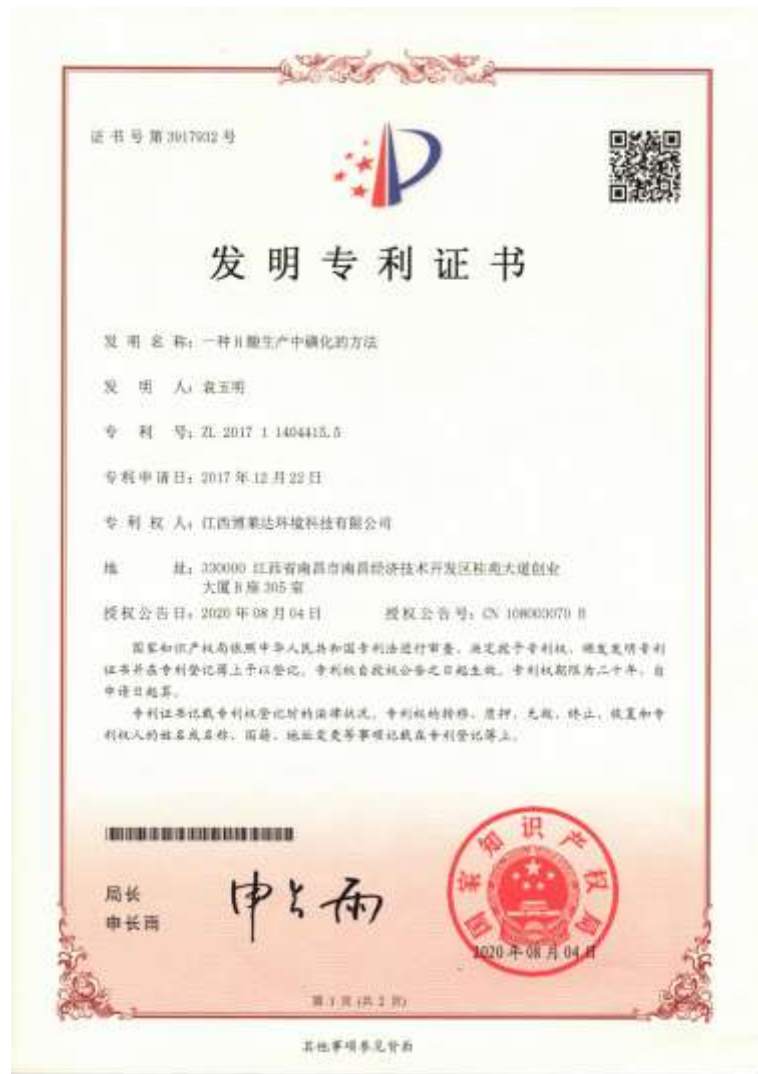 证书号第3917932号
发明专利证书
发明名称：一种H酸生产中磺化的方法
发明人：袁玉明
专利号：ZL 2017 1 1404415.5
专利申请日：2017年12月22日
专利权人：江西博莱达环境科技有限公司
地址：330000 江西省南昌市南昌经济技术开发区桂苑大道创业
大厦B座305室
授权公告日：2020年08月04日 授权公告号：CN 108003070 B
国家知识产权局依照中华人民共和国专利法进行审查，决定授予专利权，颁发发明专利
证书并在专利登记簿上予以登记。专利权自授权公告之日起生效。专利权期限为二十年，自
申请日起算。
专利证书记载专利权登记时的法律状况。专利权的转移、质押、无效、终止、恢复和专
利权人的姓名或名称、国籍、地址变更等事项记载在专利登记簿上。
局长
申长雨
申长雨
国家知识产权局
2020年08月04日
第1页(共2页)
其他事项参见背面